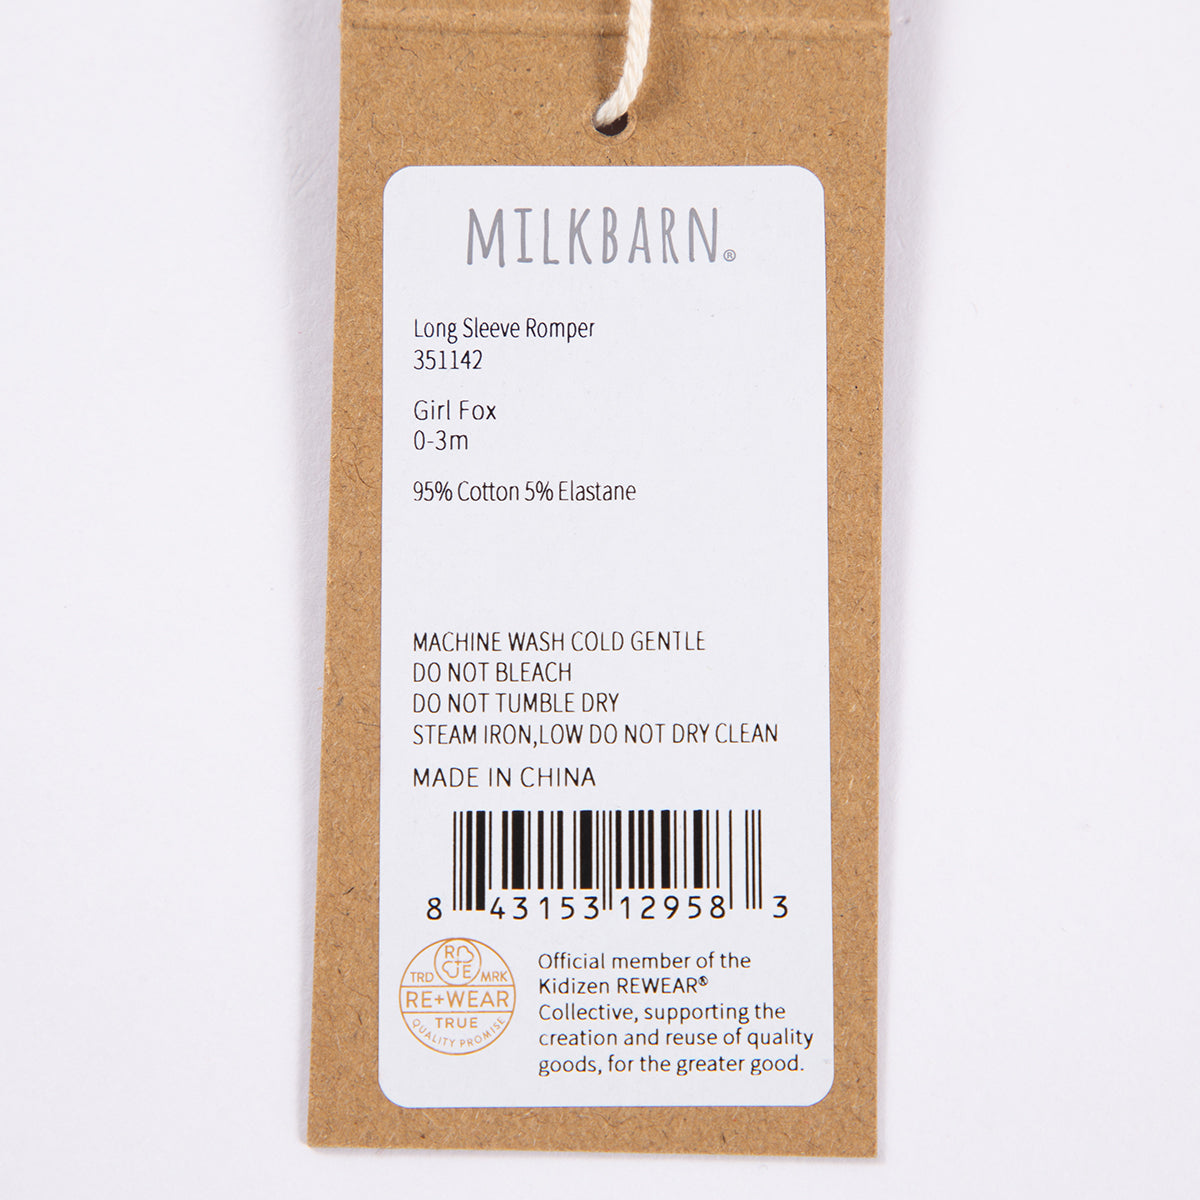 MILKBARN®
Long Sleeve Romper
351142
Girl Fox
0-3m
95% Cotton 5% Elastane
MACHINE WASH COLD GENTLE
DO NOT BLEACH
DO NOT TUMBLE DRY
STEAM IRON,LOW DO NOT DRY CLEAN
MADE IN CHINA
8 43153 12958 3
TRD MRK
RE+WEAR
TRUE
QUALITY PROMISE
Official member of the
Kidizen REWEAR®
Collective, supporting the
creation and reuse of quality
goods, for the greater good.